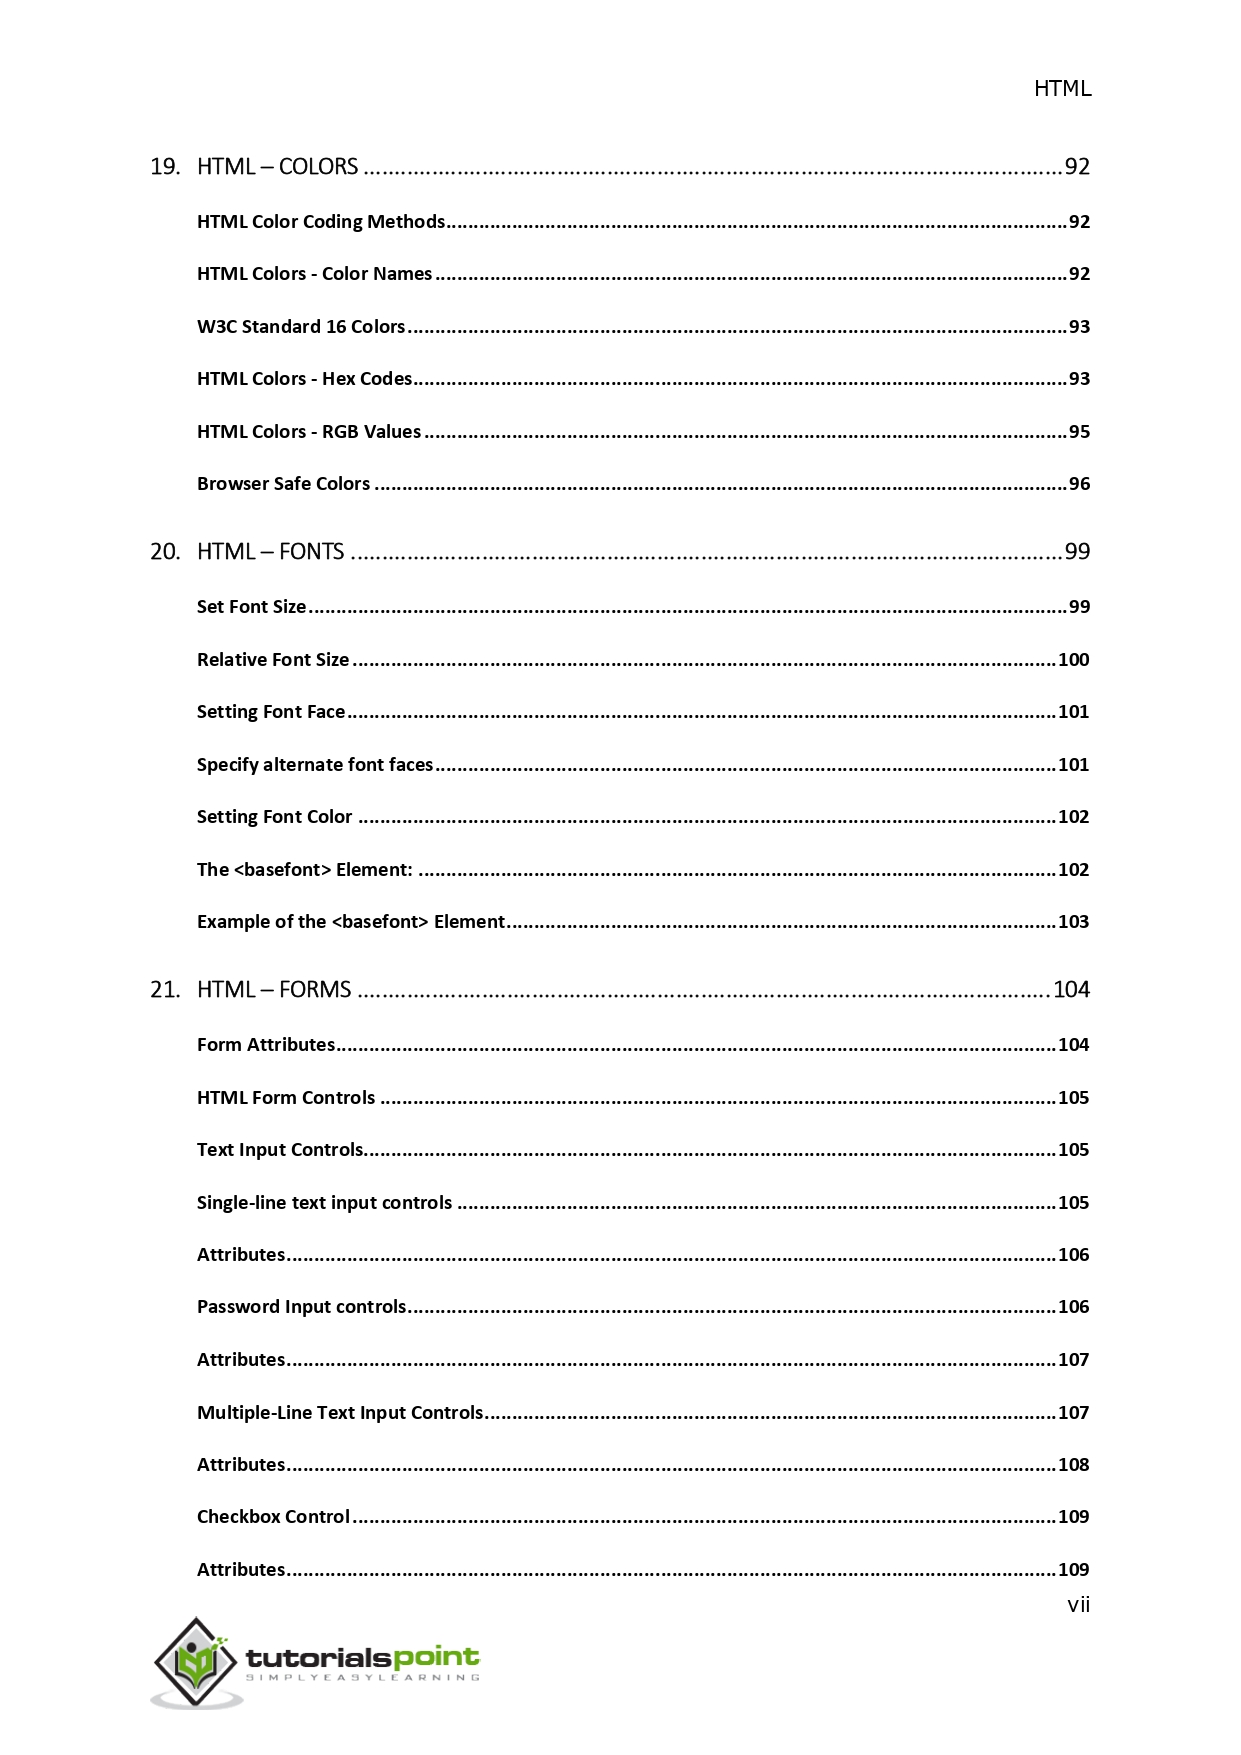 HTML
19. HTML – COLORS ........................................................................................................... 92
HTML Color Coding Methods........................................................................................................... 92
HTML Colors - Color Names ........................................................................................................... 92
W3C Standard 16 Colors ........................................................................................................... 93
HTML Colors - Hex Codes........................................................................................................... 93
HTML Colors - RGB Values ........................................................................................................... 95
Browser Safe Colors ........................................................................................................... 96
20. HTML – FONTS ........................................................................................................... 99
Set Font Size ........................................................................................................... 99
Relative Font Size ........................................................................................................... 100
Setting Font Face........................................................................................................... 101
Specify alternate font faces ........................................................................................................... 101
Setting Font Color ........................................................................................................... 102
The <basefont> Element: ........................................................................................................... 102
Example of the <basefont> Element........................................................................................................... 103
21. HTML – FORMS ........................................................................................................... 104
Form Attributes........................................................................................................... 104
HTML Form Controls ........................................................................................................... 105
Text Input Controls........................................................................................................... 105
Single-line text input controls ........................................................................................................... 105
Attributes........................................................................................................... 106
Password Input controls........................................................................................................... 106
Attributes........................................................................................................... 107
Multiple-Line Text Input Controls........................................................................................................... 107
Attributes........................................................................................................... 108
Checkbox Control ........................................................................................................... 109
Attributes........................................................................................................... 109
vii
tutorialspoint
SIMPLYEASYLEARNING